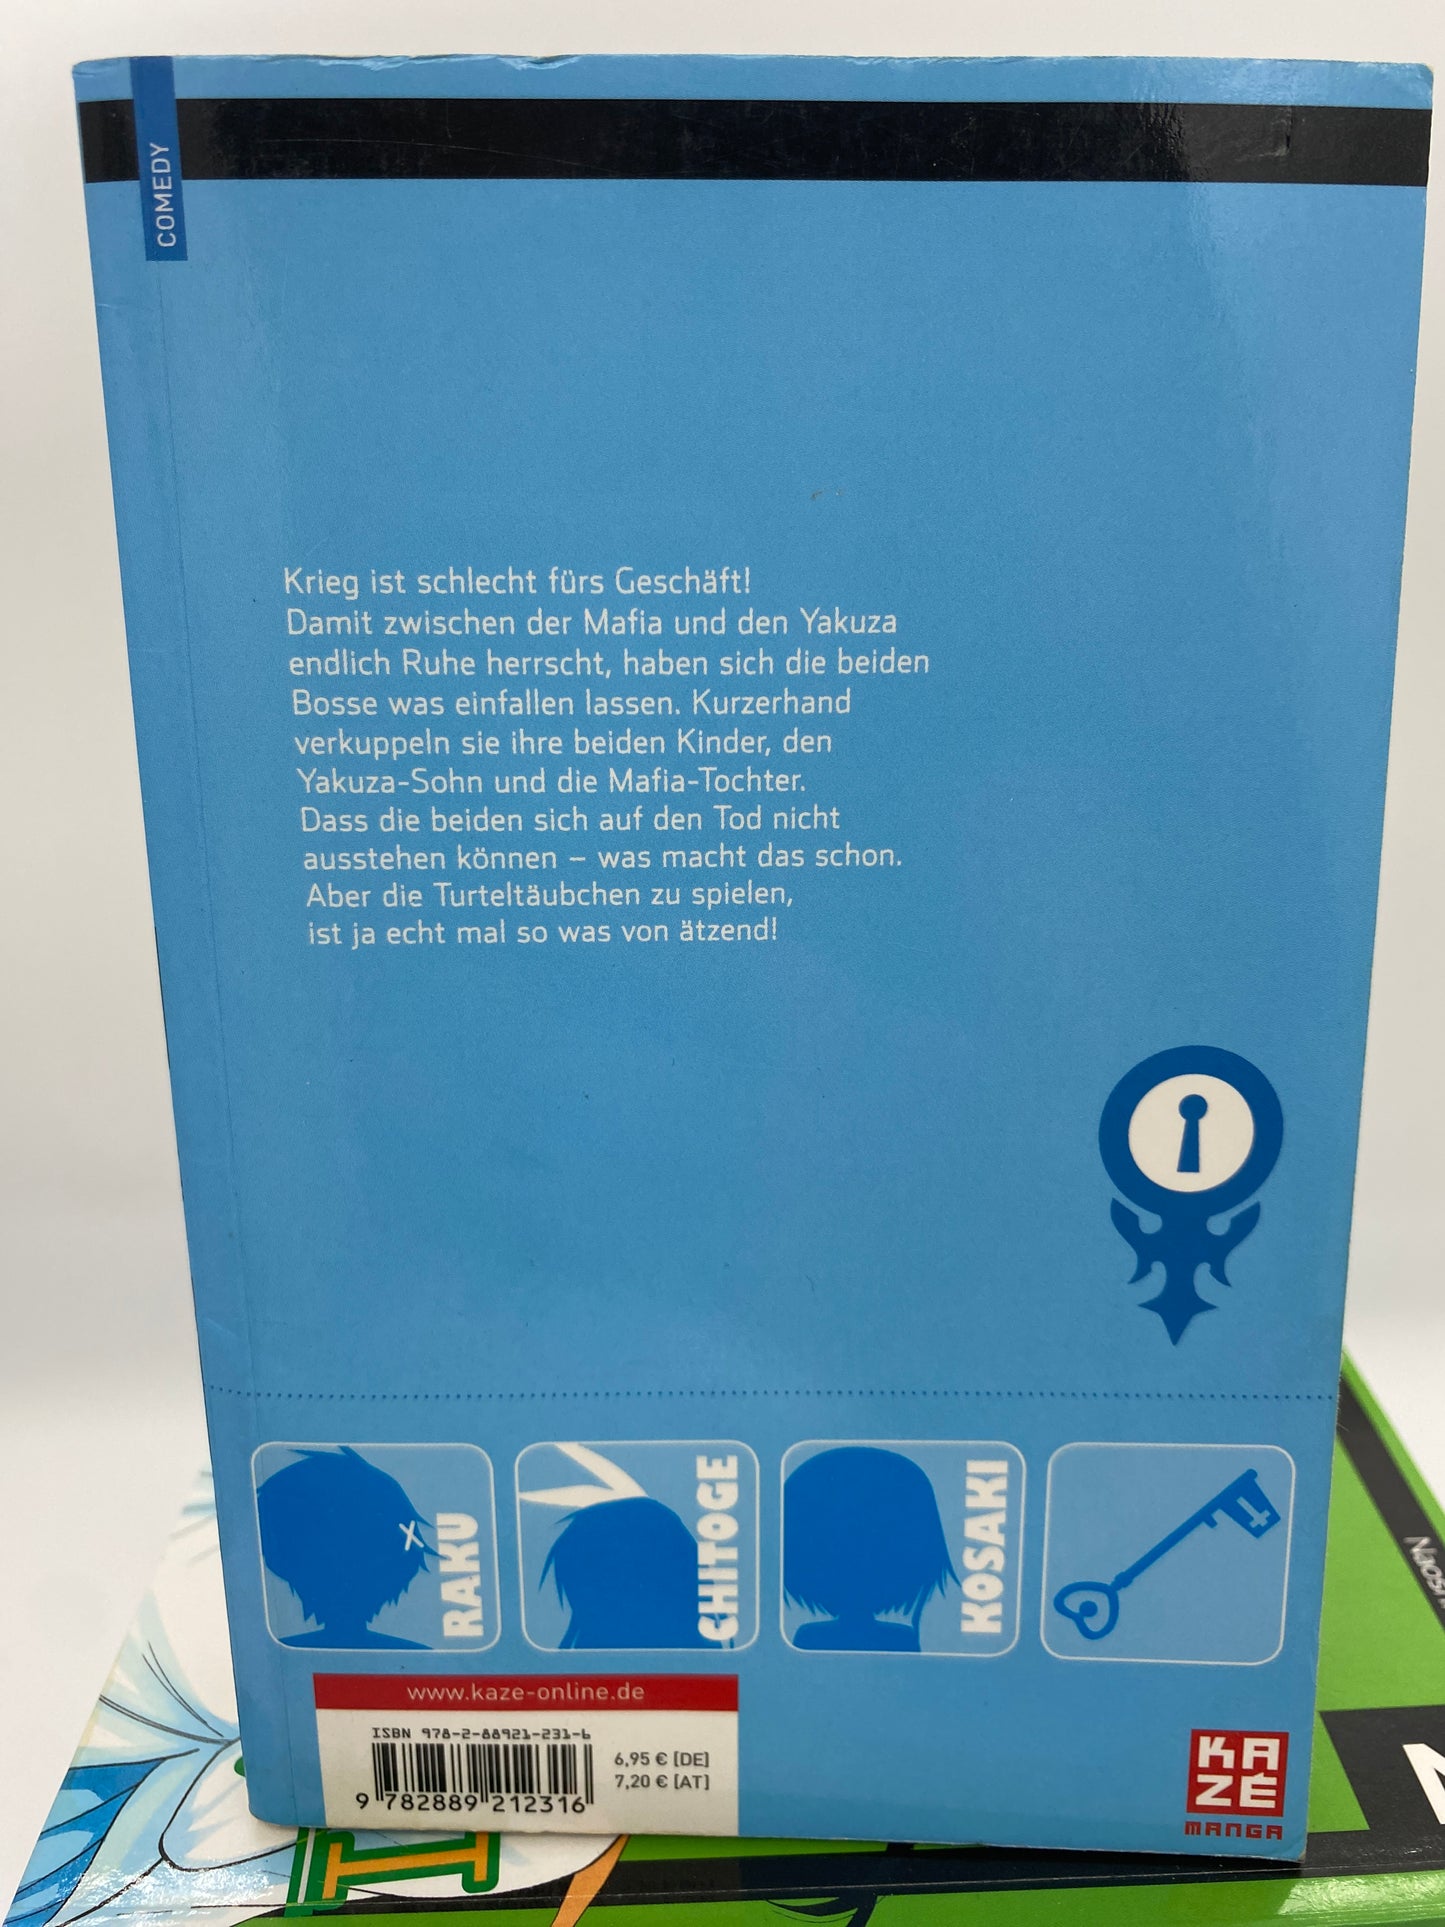 COMEDY
Krieg ist schlecht fürs Geschäft!
Damit zwischen der Mafia und den Yakuza
endlich Ruhe herrscht, haben sich die beiden
Bosse was einfallen lassen. Kurzerhand
verkuppeln sie ihre beiden Kinder, den
Yakuza-Sohn und die Mafia-Tochter.
Dass die beiden sich auf den Tod nicht
ausstehen können – was macht das schon.
Aber die Turteltäubchen zu spielen,
ist ja echt mal so was von ätzend!
RAKU
CHITOGE
KOSAKI
www.kaze-online.de
ISBN 978-2-88921-231-6
6,95 € [DE]
7,20 € [AT]
9 782889 212316
KA
ZÉ
MANGA